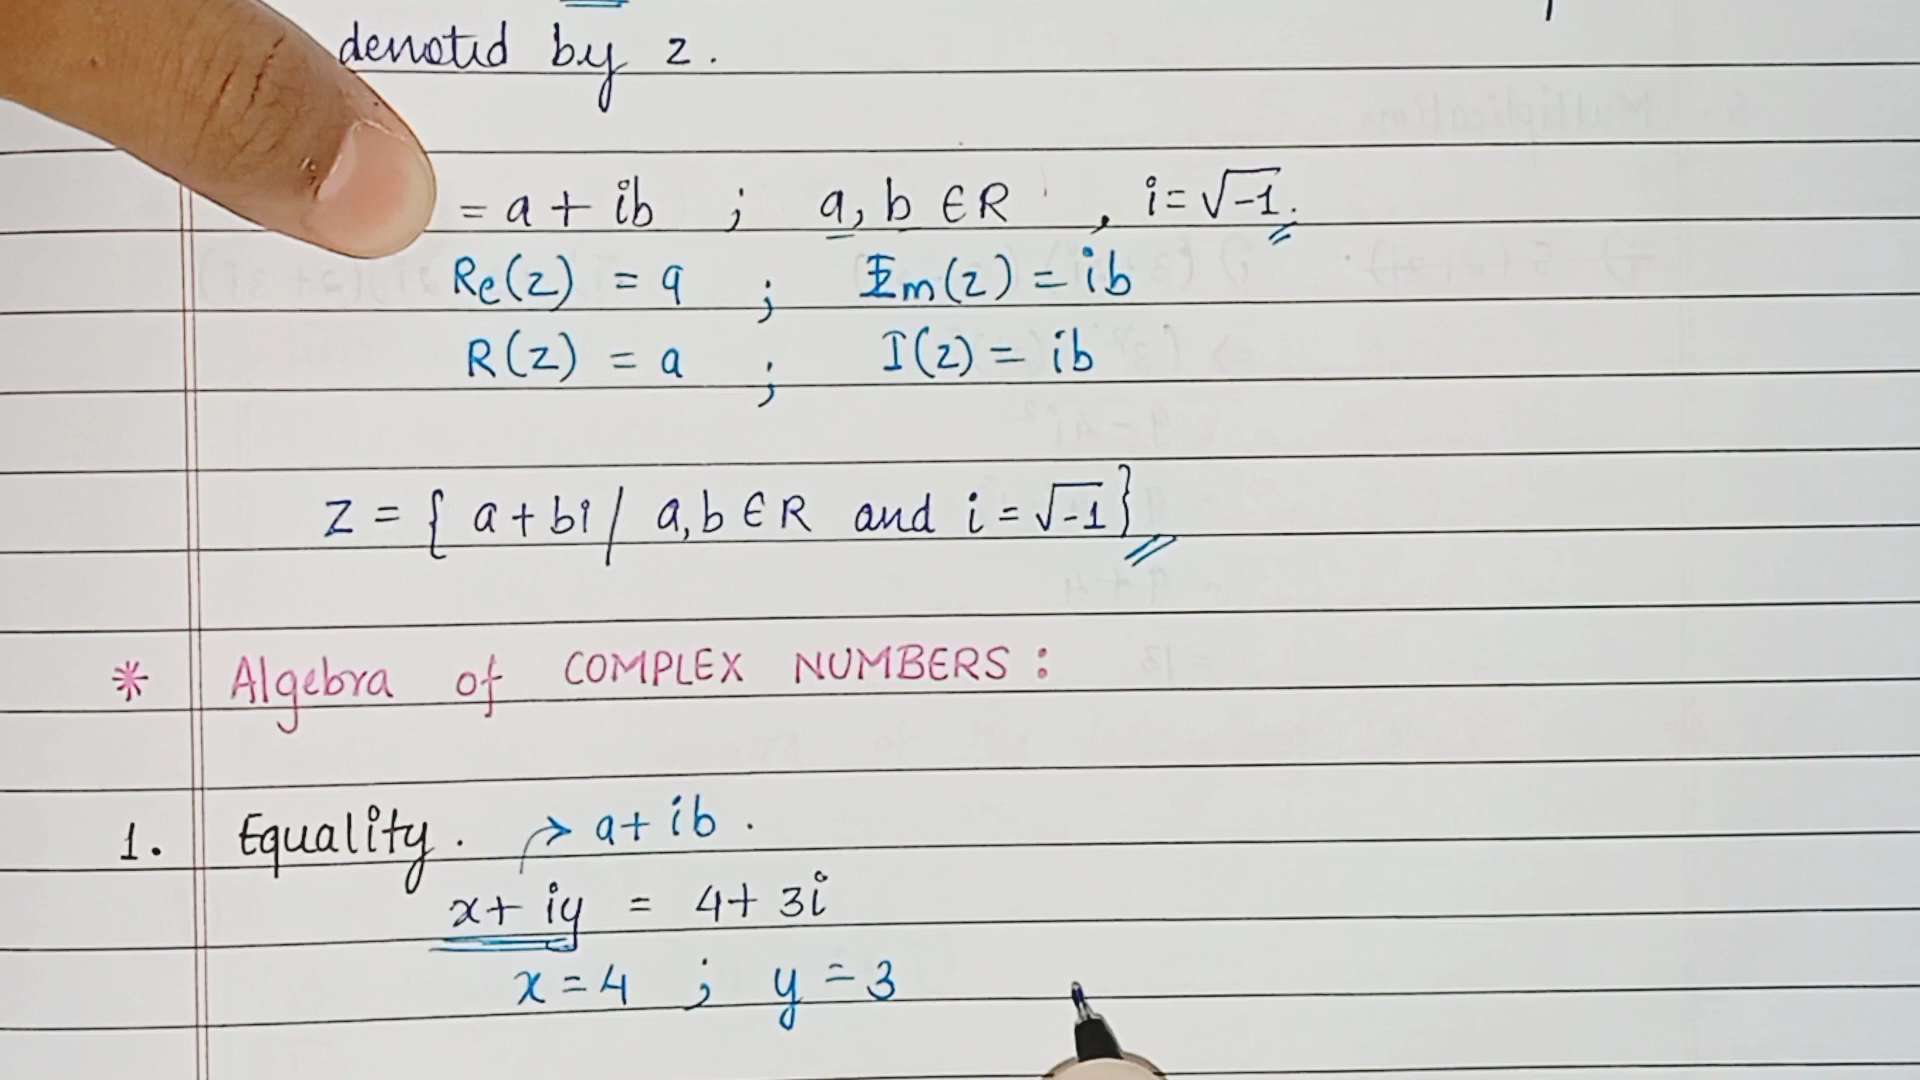 denoted by z.
= a + ib ; a, b ∈ R , i = √-1.
Re(z) = a ; Im(z) = ib
R(z) = a ; I(z) = ib
Z = { a + bi / a, b ∈ R and i = √-1 }
* Algebra of COMPLEX NUMBERS :
1. Equality. → a + ib .
x + iy = 4 + 3i
x = 4 ; y = 3